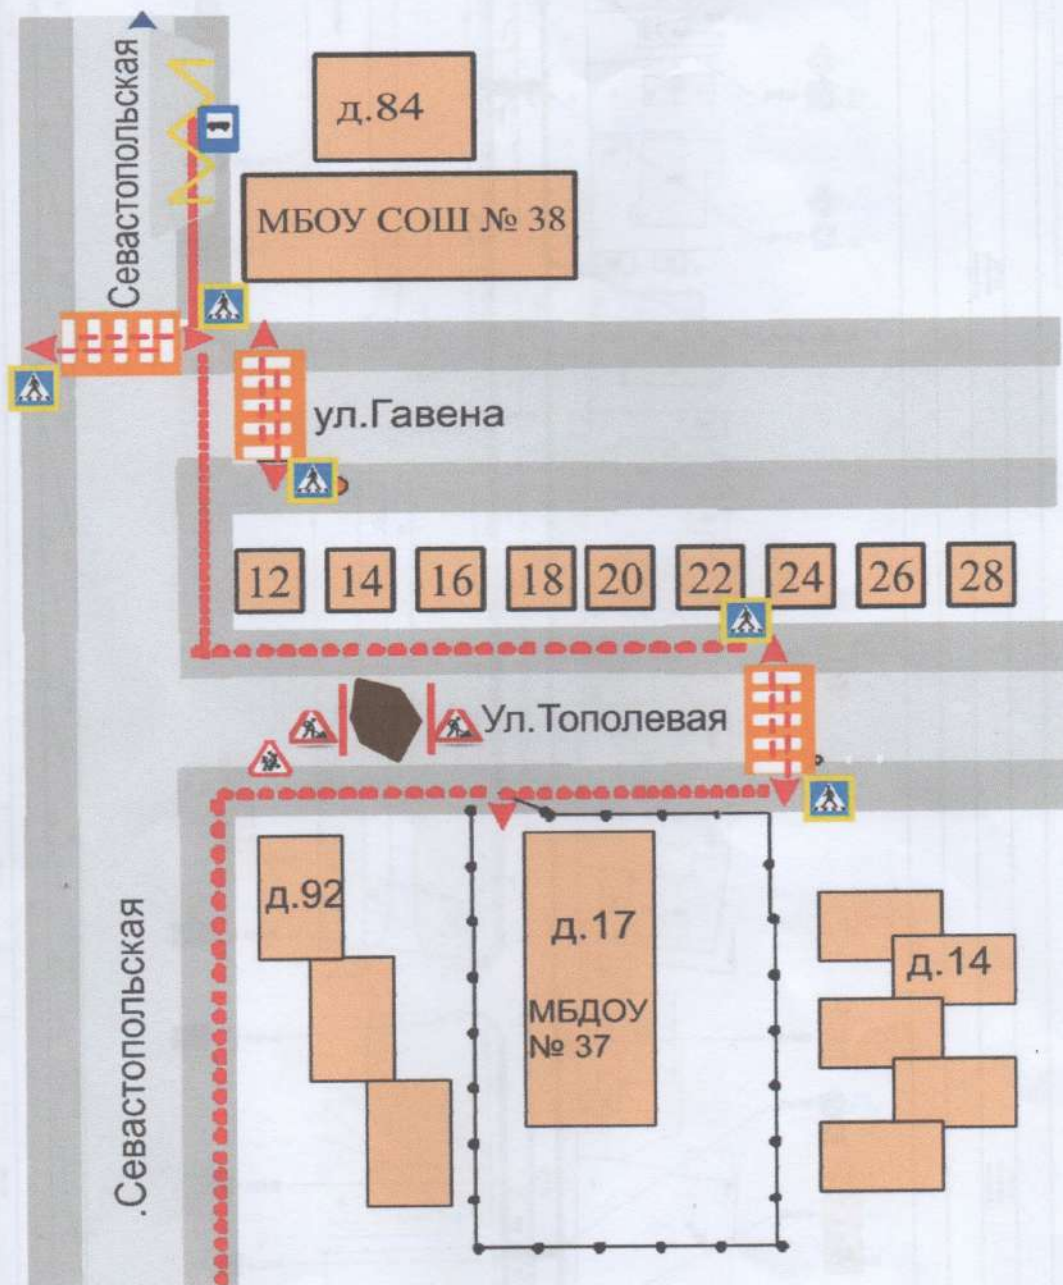 Севастопольская
д.84
МБОУ СОШ № 38
ул.Гавена
12 14 16 18 20 22 24 26 28
Ул.Тополевая
д.92
д.17
МБДОУ
№ 37
д.14
.Севастопольская